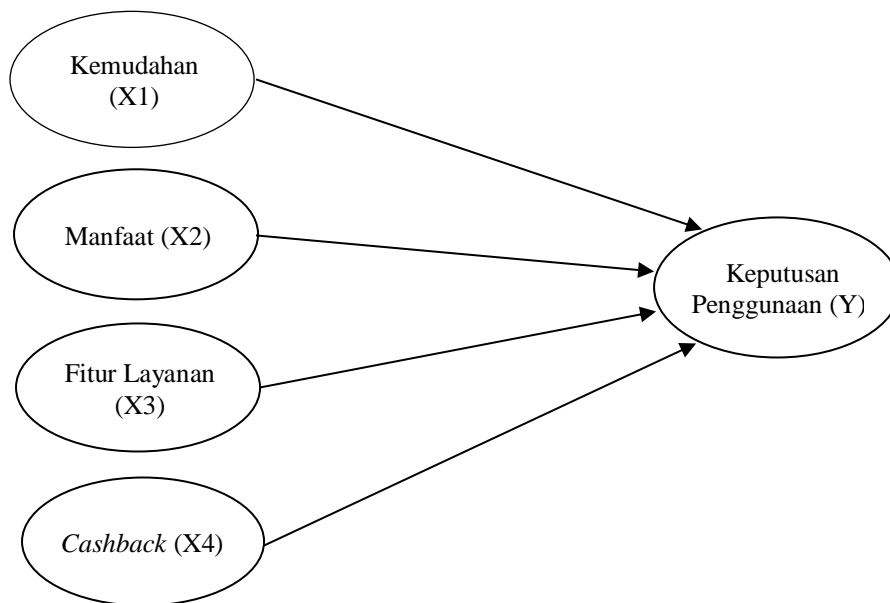 Kemudahan
(X1)
Manfaat (X2)
Fitur Layanan
(X3)
Cashback (X4)
Keputusan
Penggunaan (Y)